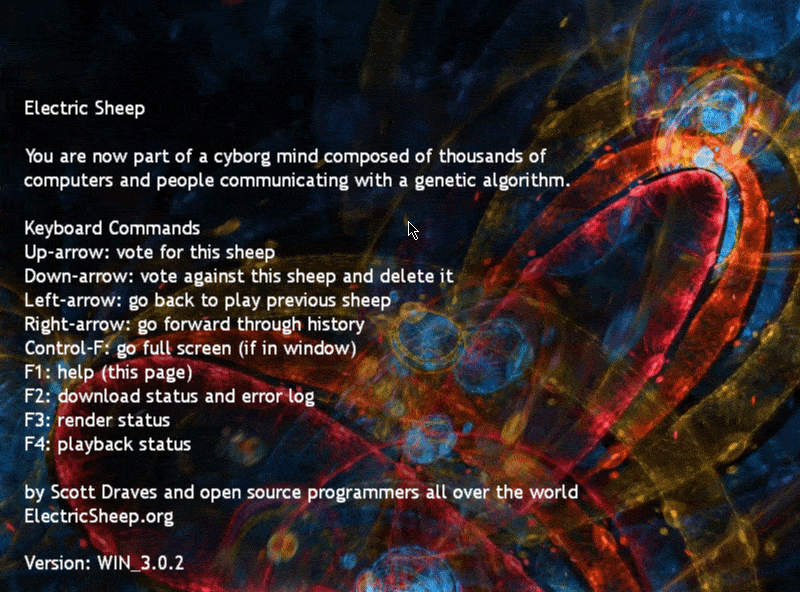 Electric Sheep
You are now part of a cyborg mind composed of thousands of
computers and people communicating with a genetic algorithm.
Keyboard Commands
Up-arrow: vote for this sheep
Down-arrow: vote against this sheep and delete it
Left-arrow: go back to play previous sheep
Right-arrow: go forward through history
Control-F: go full screen (if in window)
F1: help (this page)
F2: download status and error log
F3: render status
F4: playback status
by Scott Draves and open source programmers all over the world
ElectricSheep.org
Version: WIN_3.0.2